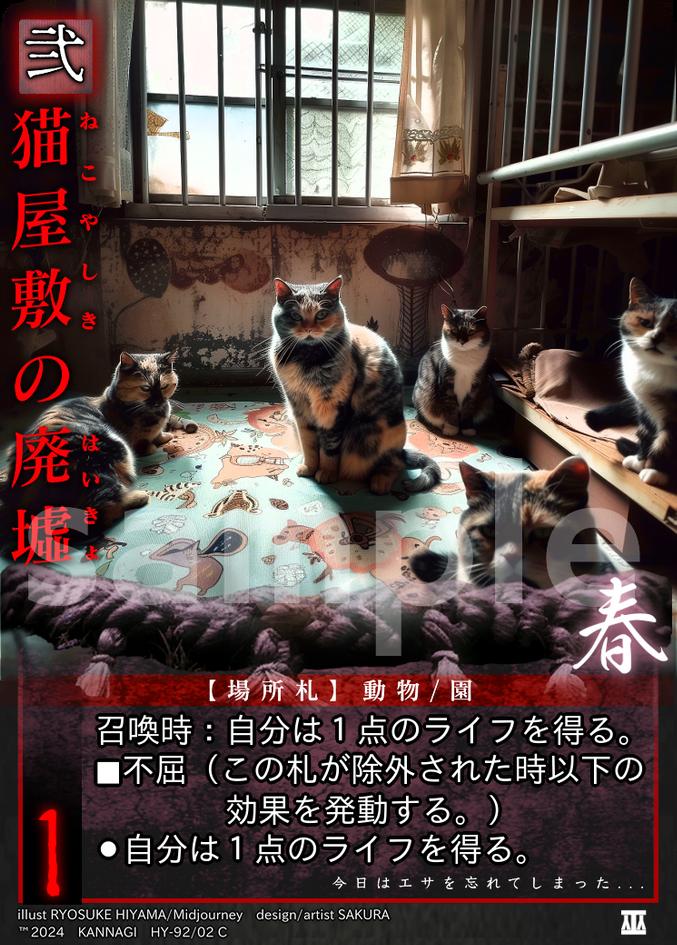 弐
猫屋敷の廃墟
ねこやしき はいきょ
sample
春
【場所札】動物/園
召喚時：自分は１点のライフを得る。
■不屈（この札が除外された時以下の
効果を発動する。）
●自分は１点のライフを得る。
1
今日はエサを忘れてしまった...
illust RYOSUKE HIYAMA/Midjourney design/artist SAKURA
™2024 KANNAGI HY-92/02 C